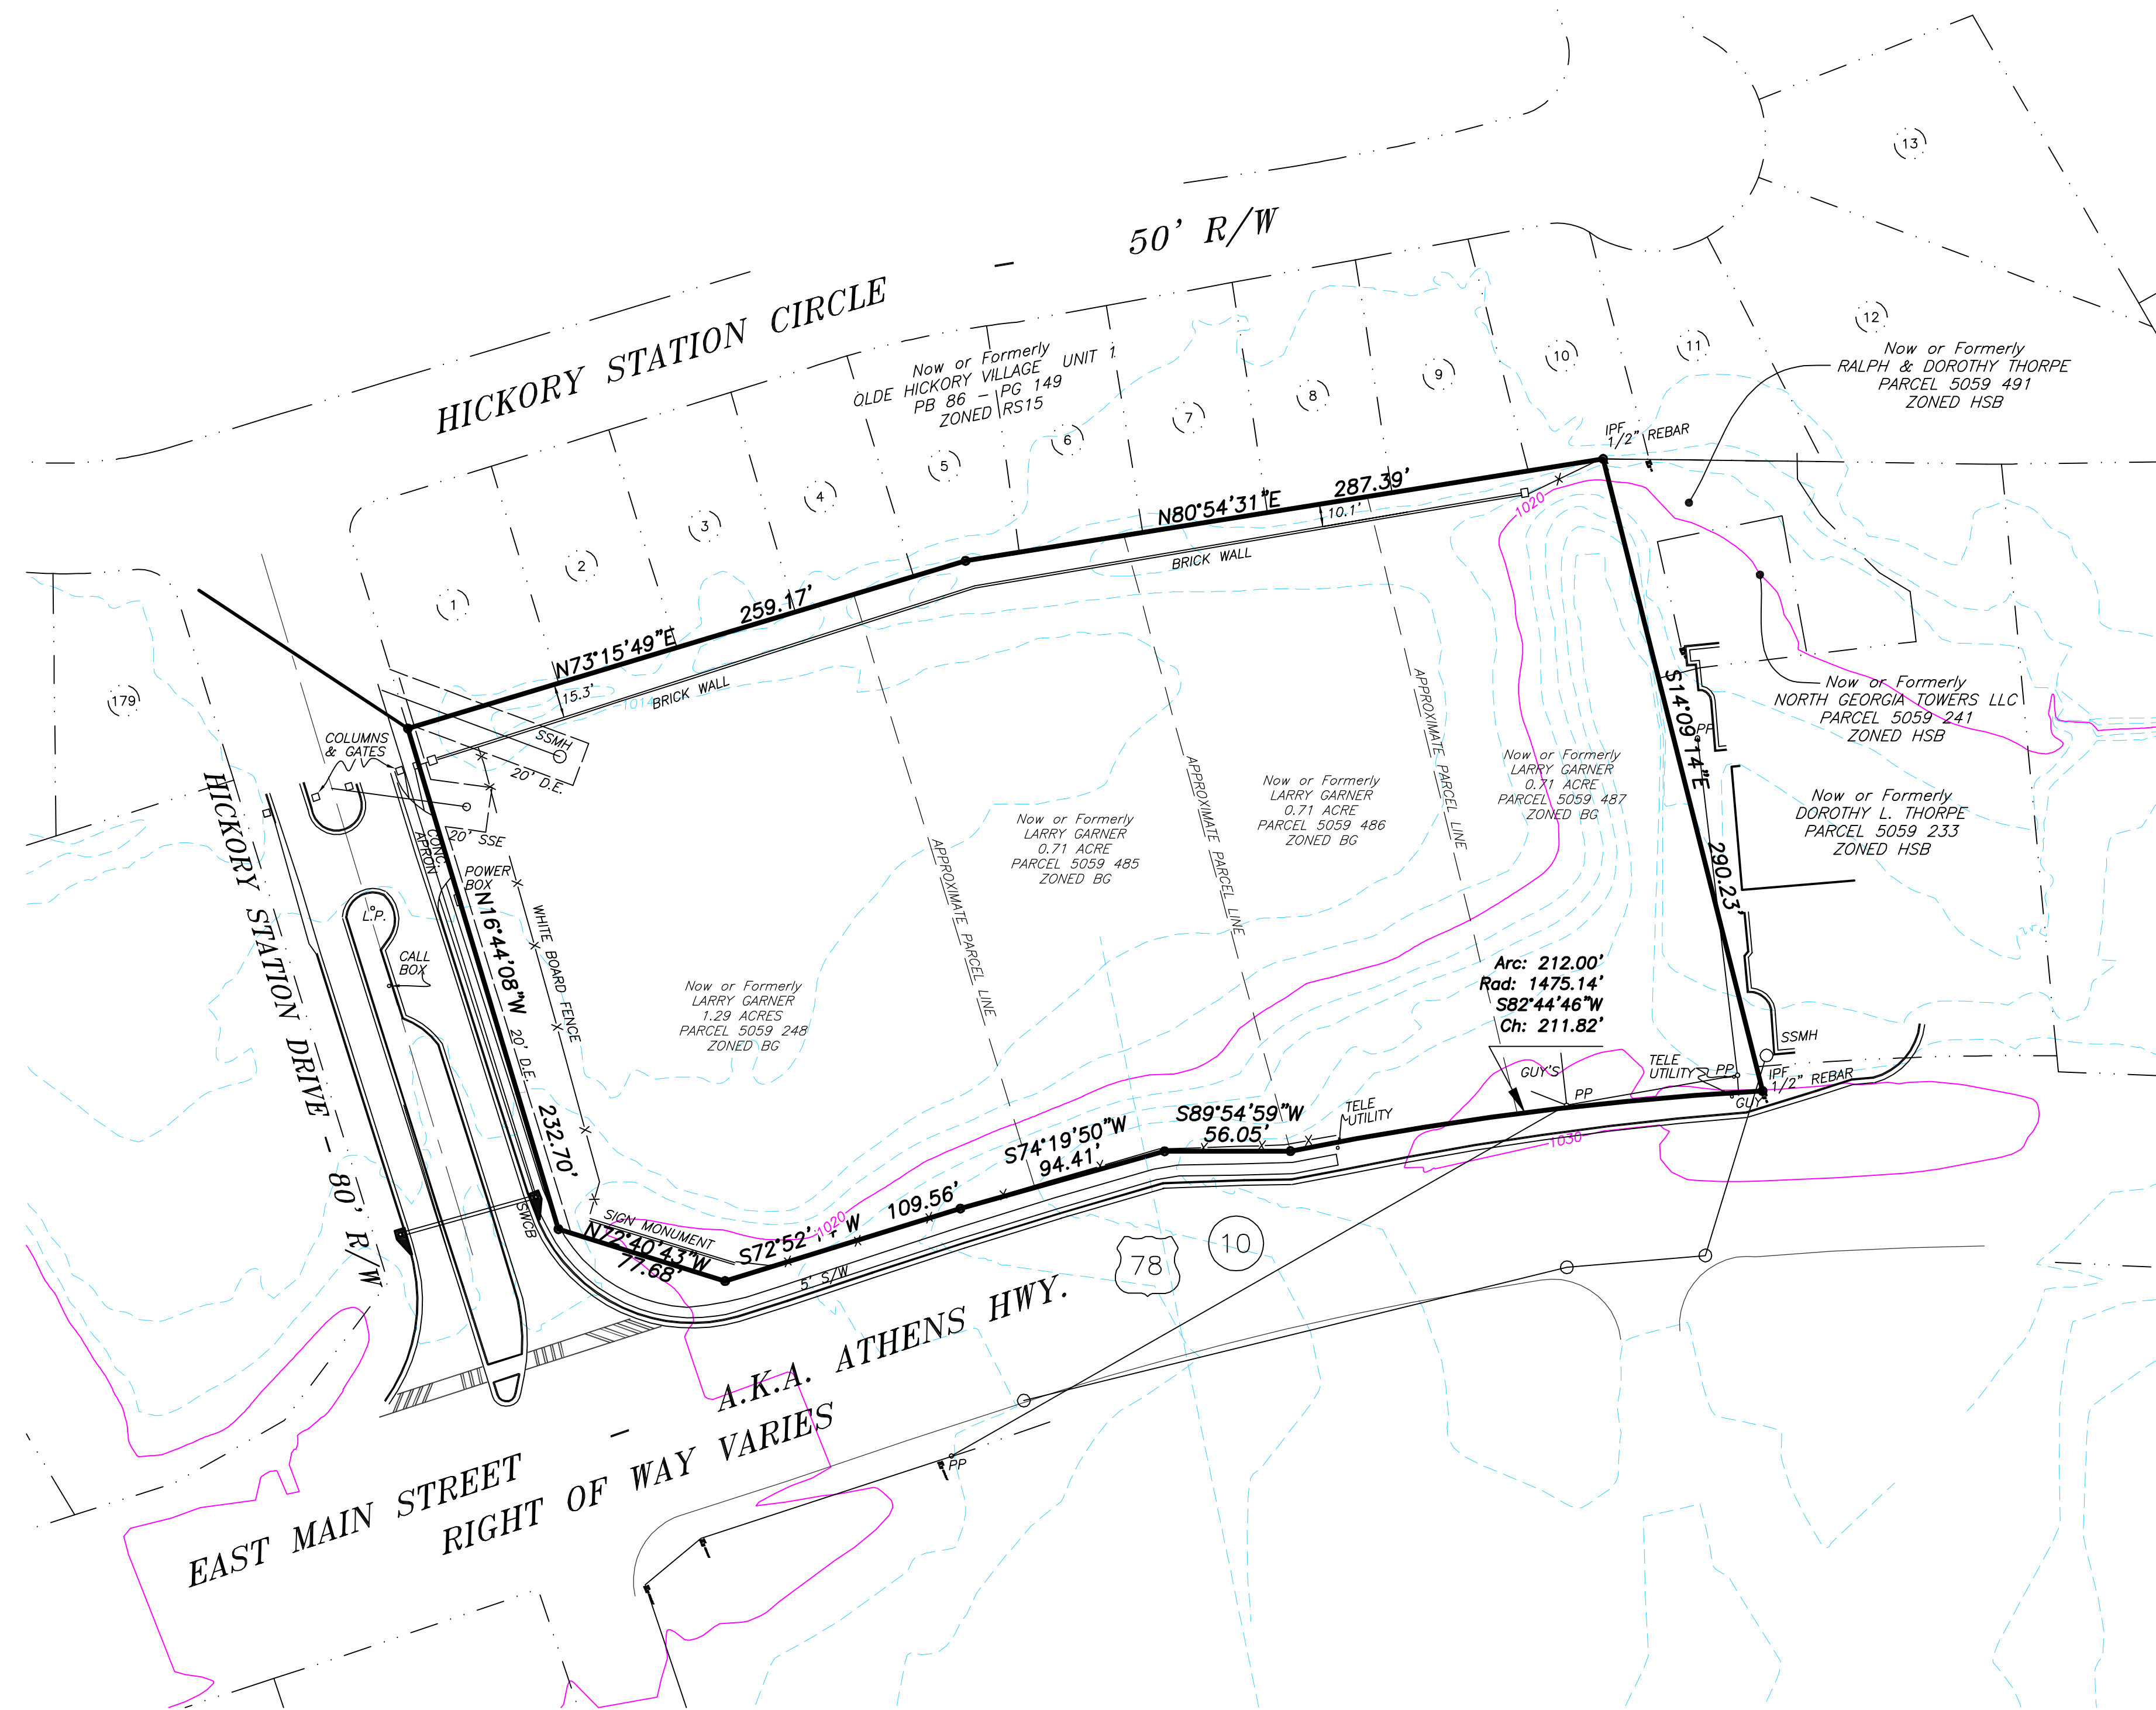 13
50' R/W
HICKORY STATION CIRCLE -
12
11
10
9
8
7
6
5
4
3
2
1
179
Now or Formerly
OLDE HICKORY VILLAGE UNIT 1
PB 86 - PG 149
ZONED RS15
Now or Formerly
RALPH & DOROTHY THORPE
PARCEL 5059 491
ZONED HSB
IPF
1/2" REBAR
N80°54'31"E 287.39'
10.1'
BRICK WALL
1020
N73°15'49"E 259.17'
15.3'
BRICK WALL
1014
SSMH
20' D.E.
COLUMNS
& GATES
20' SSE
CONC.
APRON
POWER
BOX
L.P.
CALL
BOX
HICKORY STATION DRIVE - 80' R/W
N16°44'08"W 232.70'
20' D.E.
WHITE BOARD FENCE
SWCB
APPROXIMATE PARCEL LINE
APPROXIMATE PARCEL LINE
APPROXIMATE PARCEL LINE
Now or Formerly
LARRY GARNER
1.29 ACRES
PARCEL 5059 248
ZONED BG
Now or Formerly
LARRY GARNER
0.71 ACRE
PARCEL 5059 485
ZONED BG
Now or Formerly
LARRY GARNER
0.71 ACRE
PARCEL 5059 486
ZONED BG
Now or Formerly
LARRY GARNER
0.71 ACRE
PARCEL 5059 487
ZONED BG
S14°09'14"E 290.23'
PP
Now or Formerly
NORTH GEORGIA TOWERS LLC
PARCEL 5059 241
ZONED HSB
Now or Formerly
DOROTHY L. THORPE
PARCEL 5059 233
ZONED HSB
Arc: 212.00'
Rad: 1475.14'
S82°44'46"W
Ch: 211.82'
SSMH
TELE
UTILITY
PP
IPF
1/2" REBAR
GUY
GUY'S
PP
1030
TELE
UTILITY
S89°54'59"W
56.05'
S74°19'50"W
94.41'
S72°52' W 109.56'
1020
SIGN MONUMENT
N72°40'43"W
77.68'
5' S/W
78
10
EAST MAIN STREET - A.K.A. ATHENS HWY.
RIGHT OF WAY VARIES
PP